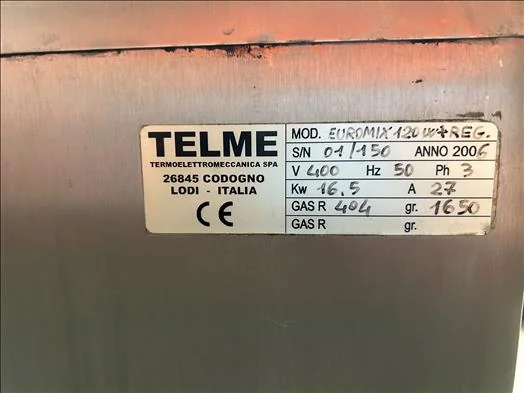 TELME
TERMOELETTROMECCANICA SPA
26845 CODOGNO
LODI - ITALIA
CE
MOD. EUROMIX 120 W+REG.
S/N 01/150 ANNO 2006
V 400 Hz 50 Ph 3
Kw 16.5 A 27
GAS R 404 gr. 1650
GAS R gr.